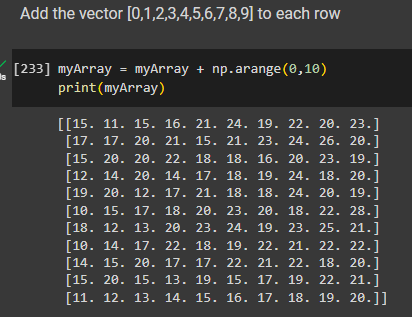 Add the vector [0,1,2,3,4,5,6,7,8,9] to each row
[233] myArray = myArray + np.arange(0,10)
print(myArray)
[[15. 11. 15. 16. 21. 24. 19. 22. 20. 23.]
[17. 17. 20. 21. 15. 21. 23. 24. 26. 20.]
[15. 20. 20. 22. 18. 18. 16. 20. 23. 19.]
[12. 14. 20. 14. 17. 18. 19. 24. 18. 20.]
[19. 20. 12. 17. 21. 18. 18. 24. 20. 19.]
[10. 15. 17. 18. 20. 23. 20. 18. 22. 28.]
[18. 12. 13. 20. 23. 24. 19. 23. 25. 21.]
[10. 14. 17. 22. 18. 19. 22. 21. 22. 22.]
[14. 15. 20. 17. 17. 22. 21. 22. 18. 20.]
[15. 20. 15. 13. 19. 15. 17. 19. 22. 21.]
[11. 12. 13. 14. 15. 16. 17. 18. 19. 20.]]